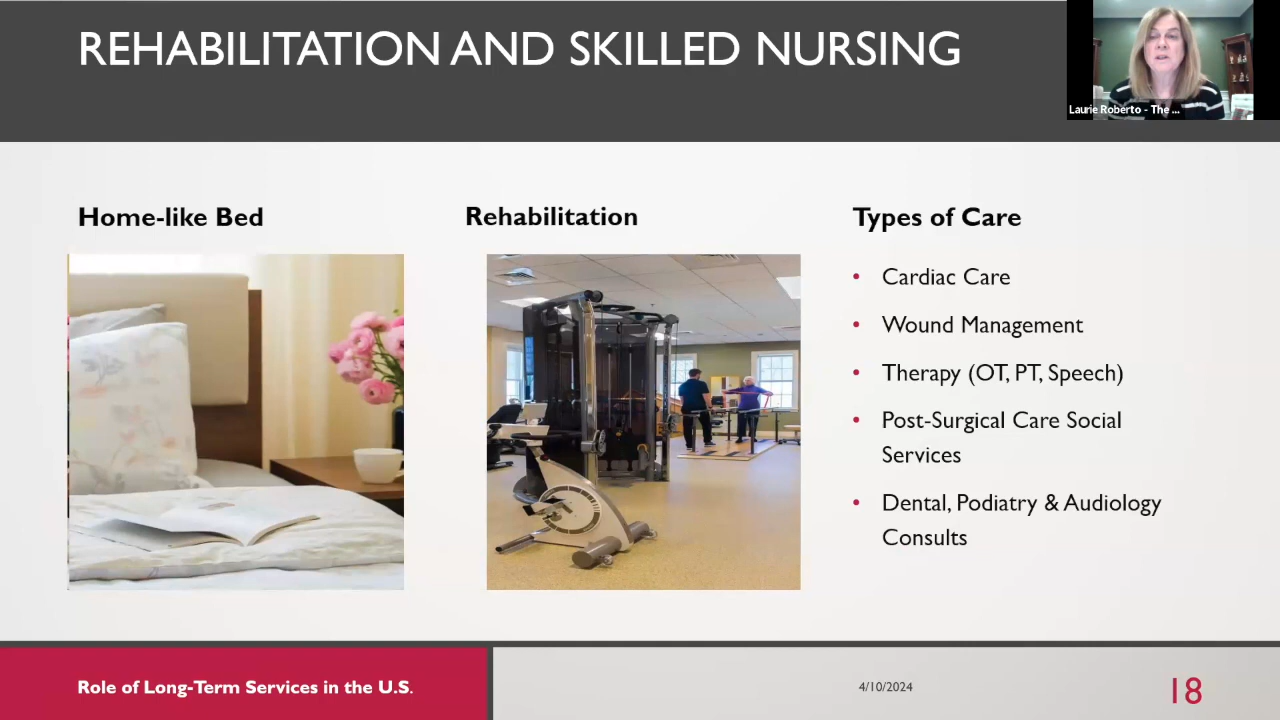 REHABILITATION AND SKILLED NURSING
Laurie Roberto - The ...
Home-like Bed
Rehabilitation
Types of Care
• Cardiac Care
• Wound Management
• Therapy (OT, PT, Speech)
• Post-Surgical Care Social
Services
• Dental, Podiatry & Audiology
Consults
Role of Long-Term Services in the U.S.
4/10/2024
18